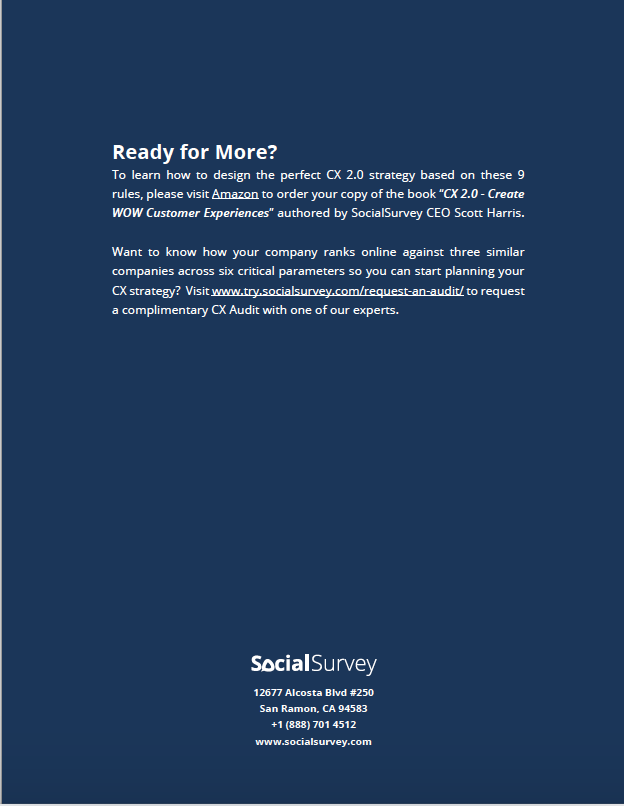 Ready for More?
To learn how to design the perfect CX 2.0 strategy based on these 9
rules, please visit Amazon to order your copy of the book "CX 2.0 - Create
WOW Customer Experiences" authored by SocialSurvey CEO Scott Harris.
Want to know how your company ranks online against three similar
companies across six critical parameters so you can start planning your
CX strategy? Visit www.try.socialsurvey.com/request-an-audit/ to request
a complimentary CX Audit with one of our experts.
SocialSurvey
12677 Alcosta Blvd #250
San Ramon, CA 94583
+1 (888) 701 4512
www.socialsurvey.com